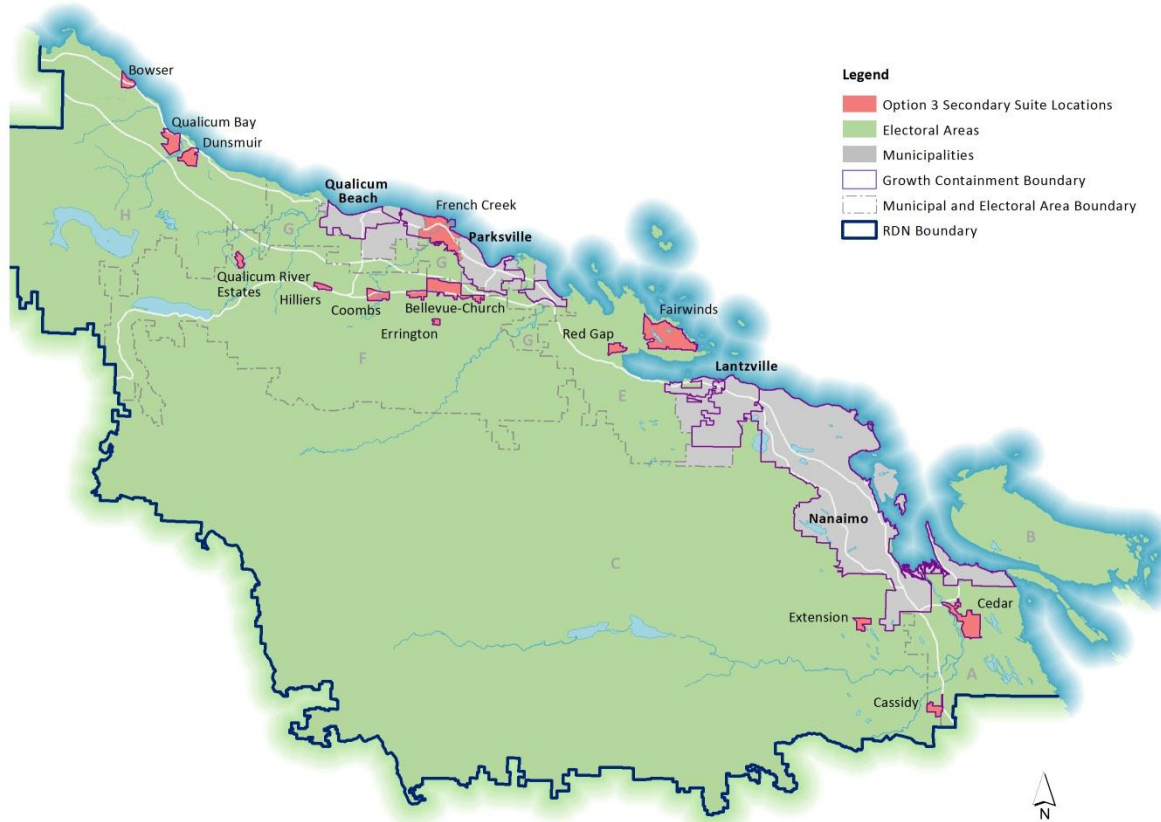 Bowser
Qualicum Bay
Dunsmuir
Qualicum
Beach
French Creek
Parksville
H
G
G
Qualicum River
Estates
Hilliers
Coombs
Bellevue-Church
Errington
G
F
Red Gap
Fairwinds
Lantzville
E
Nanaimo
B
C
Extension
Cedar
A
Cassidy
Legend
Option 3 Secondary Suite Locations
Electoral Areas
Municipalities
Growth Containment Boundary
Municipal and Electoral Area Boundary
RDN Boundary
N